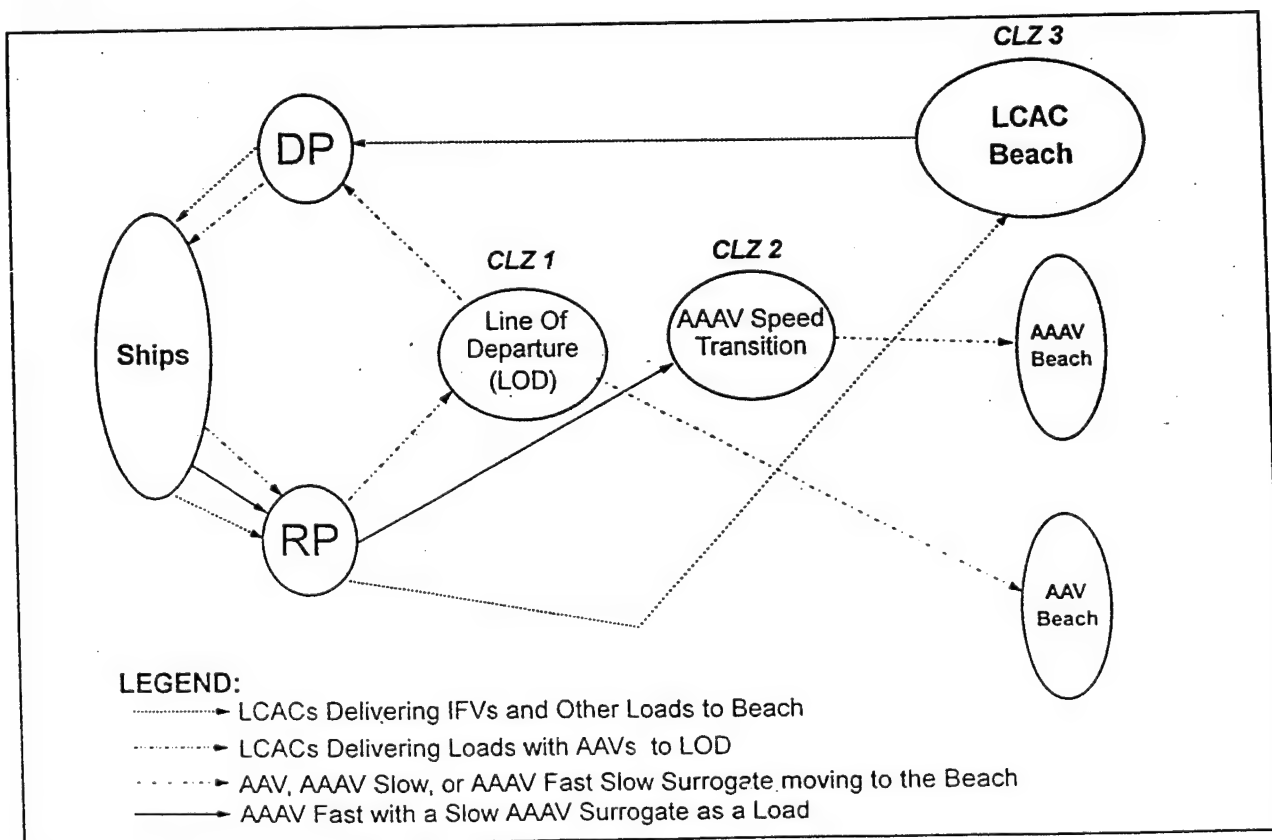 CLZ 3
LCAC
Beach
DP
CLZ 1
CLZ 2
Ships
Line Of
Departure
(LOD)
AAAV Speed
Transition
AAAV
Beach
RP
AAV
Beach
LEGEND:
LCACs Delivering IFVs and Other Loads to Beach
LCACs Delivering Loads with AAVs to LOD
AAV, AAAV Slow, or AAAV Fast Slow Surrogate moving to the Beach
AAAV Fast with a Slow AAAV Surrogate as a Load